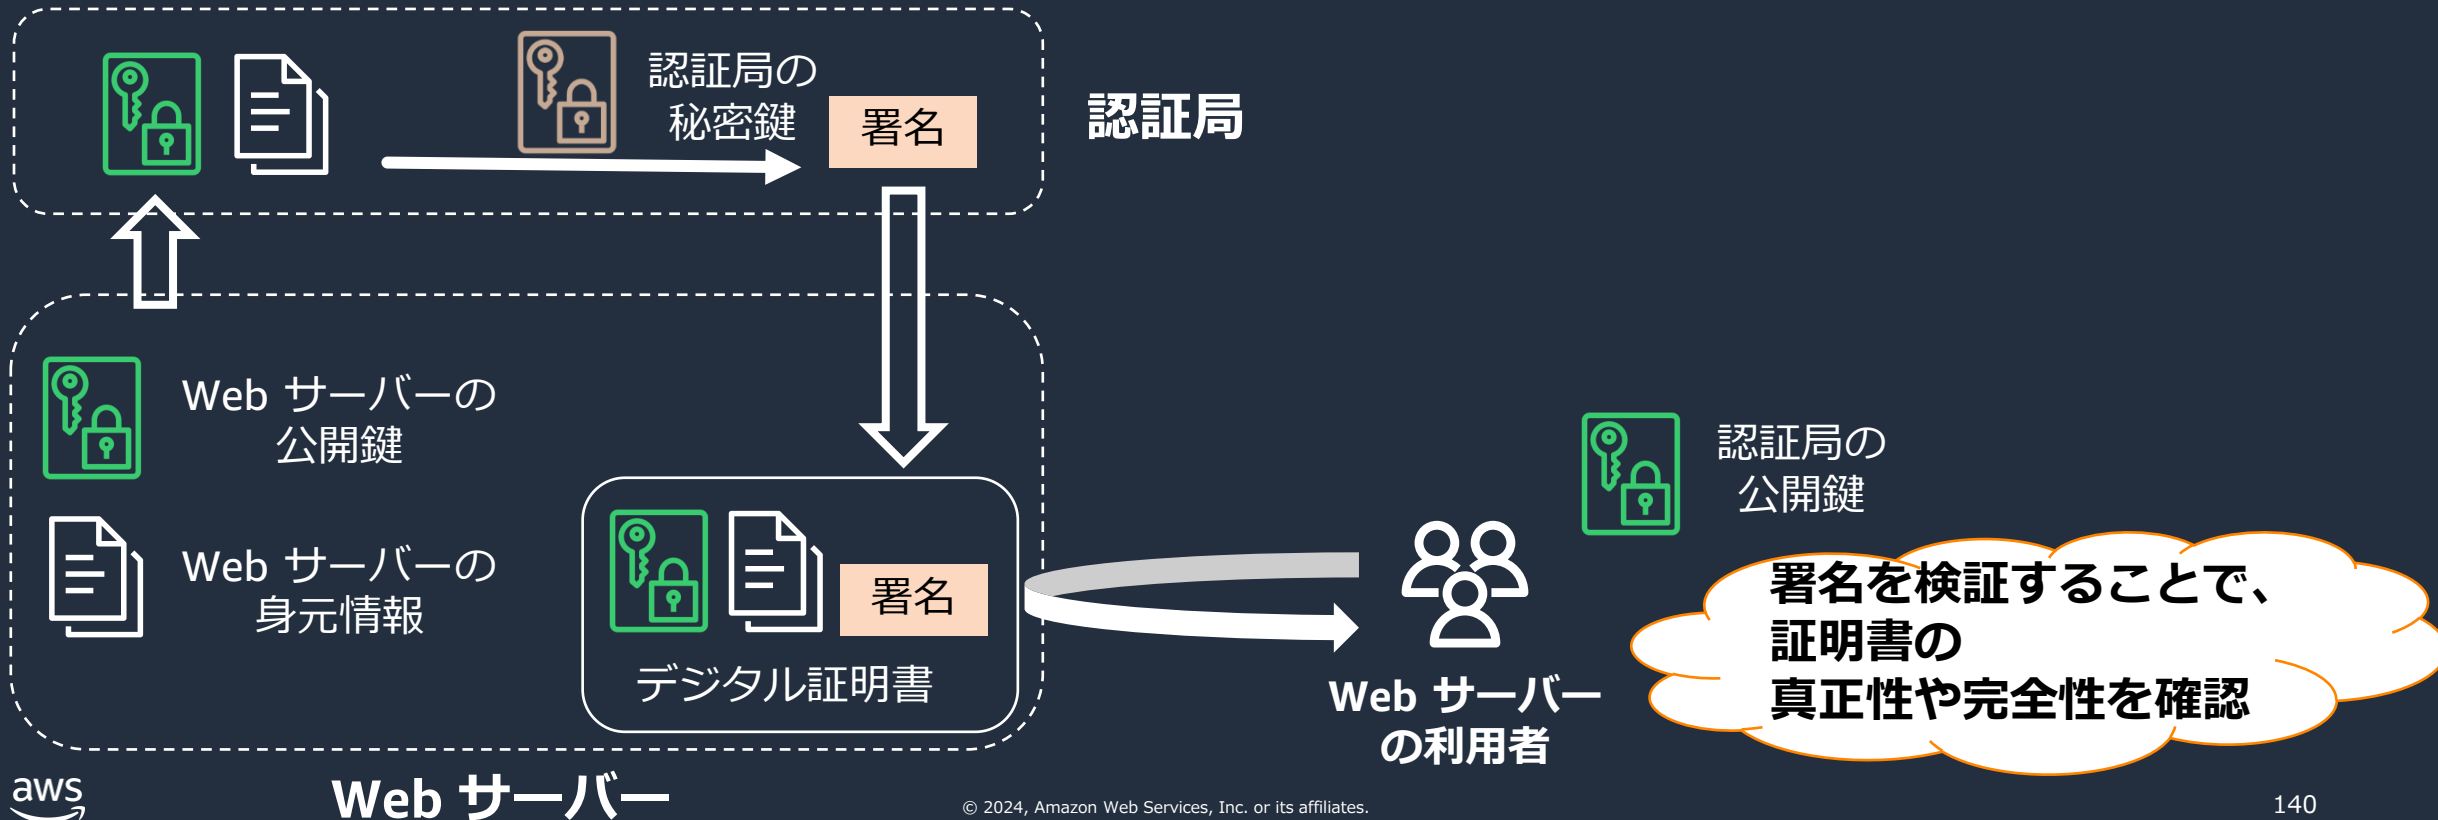 認証局の
秘密鍵
署名
認証局
Web サーバーの
公開鍵
Web サーバーの
身元情報
署名
デジタル証明書
Web サーバー
認証局の
公開鍵
Web サーバー
の利用者
署名を検証することで、
証明書の
真正性や完全性を確認
aws
© 2024, Amazon Web Services, Inc. or its affiliates.
140